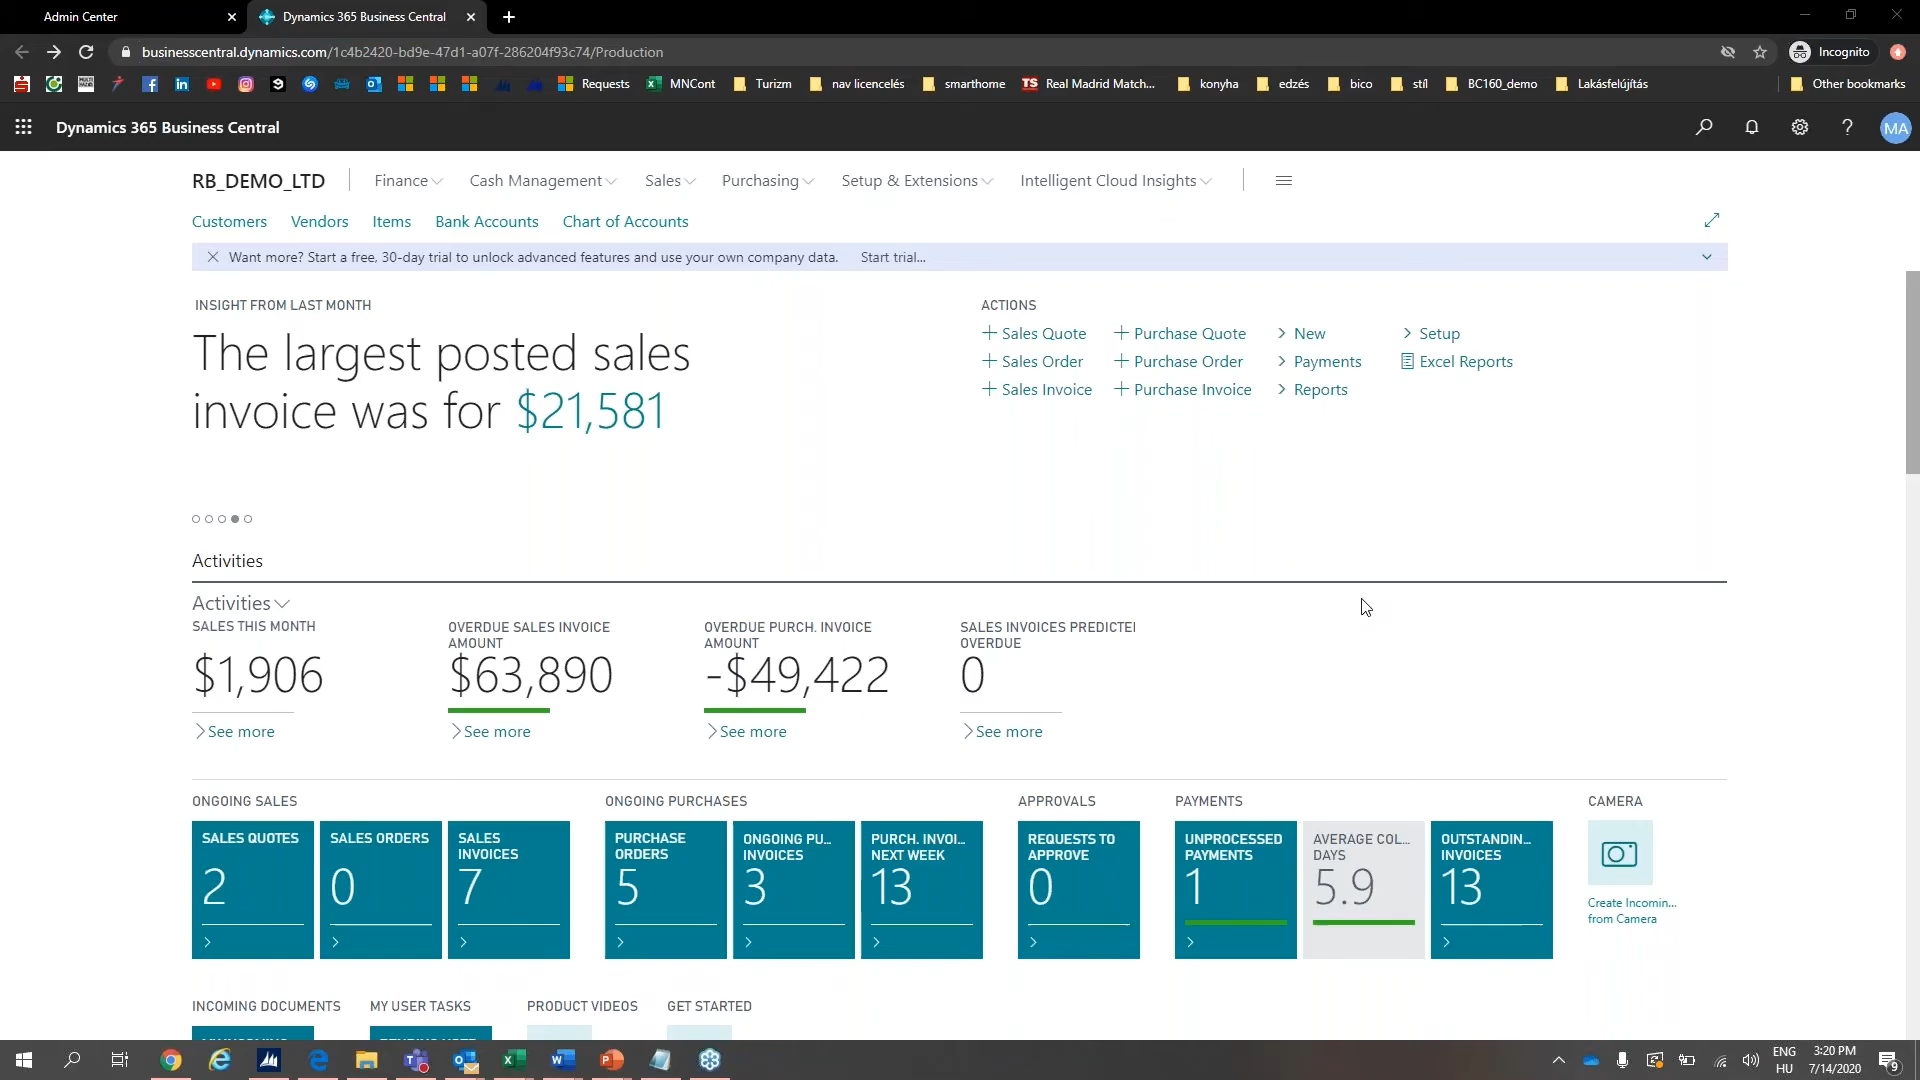 Admin Center
Dynamics 365 Business Central
businesscentral.dynamics.com/1c4b2420-bd9e-47d1-a07f-286204f93c74/Production
Incognito
Requests
MNCont
Turizm
nav licencelés
smarthome
TS
Real Madrid Match...
konyha
edzés
bico
stíl
BC160_demo
Lakásfelújítás
Other bookmarks
Dynamics 365 Business Central
MA
RB_DEMO_LTD
Finance
Cash Management
Sales
Purchasing
Setup & Extensions
Intelligent Cloud Insights
Customers
Vendors
Items
Bank Accounts
Chart of Accounts
Want more? Start a free, 30-day trial to unlock advanced features and use your own company data.
Start trial...
INSIGHT FROM LAST MONTH
The largest posted sales
invoice was for $21,581
ACTIONS
Sales Quote
Purchase Quote
New
Setup
Sales Order
Purchase Order
Payments
Excel Reports
Sales Invoice
Purchase Invoice
Reports
Activities
Activities
SALES THIS MONTH
$1,906
See more
OVERDUE SALES INVOICE
AMOUNT
$63,890
See more
OVERDUE PURCH. INVOICE
AMOUNT
-$49,422
See more
SALES INVOICES PREDICTE
OVERDUE
0
See more
ONGOING SALES
SALES QUOTES
2
SALES ORDERS
0
SALES
INVOICES
7
ONGOING PURCHASES
PURCHASE
ORDERS
5
ONGOING PU...
INVOICES
3
PURCH. INVOI...
NEXT WEEK
13
APPROVALS
REQUESTS TO
APPROVE
0
PAYMENTS
UNPROCESSED
PAYMENTS
1
AVERAGE COL...
DAYS
5.9
OUTSTANDIN...
INVOICES
13
CAMERA
Create Incomin...
from Camera
INCOMING DOCUMENTS
MY USER TASKS
PRODUCT VIDEOS
GET STARTED
ENG
HU
3:20 PM
7/14/2020
9